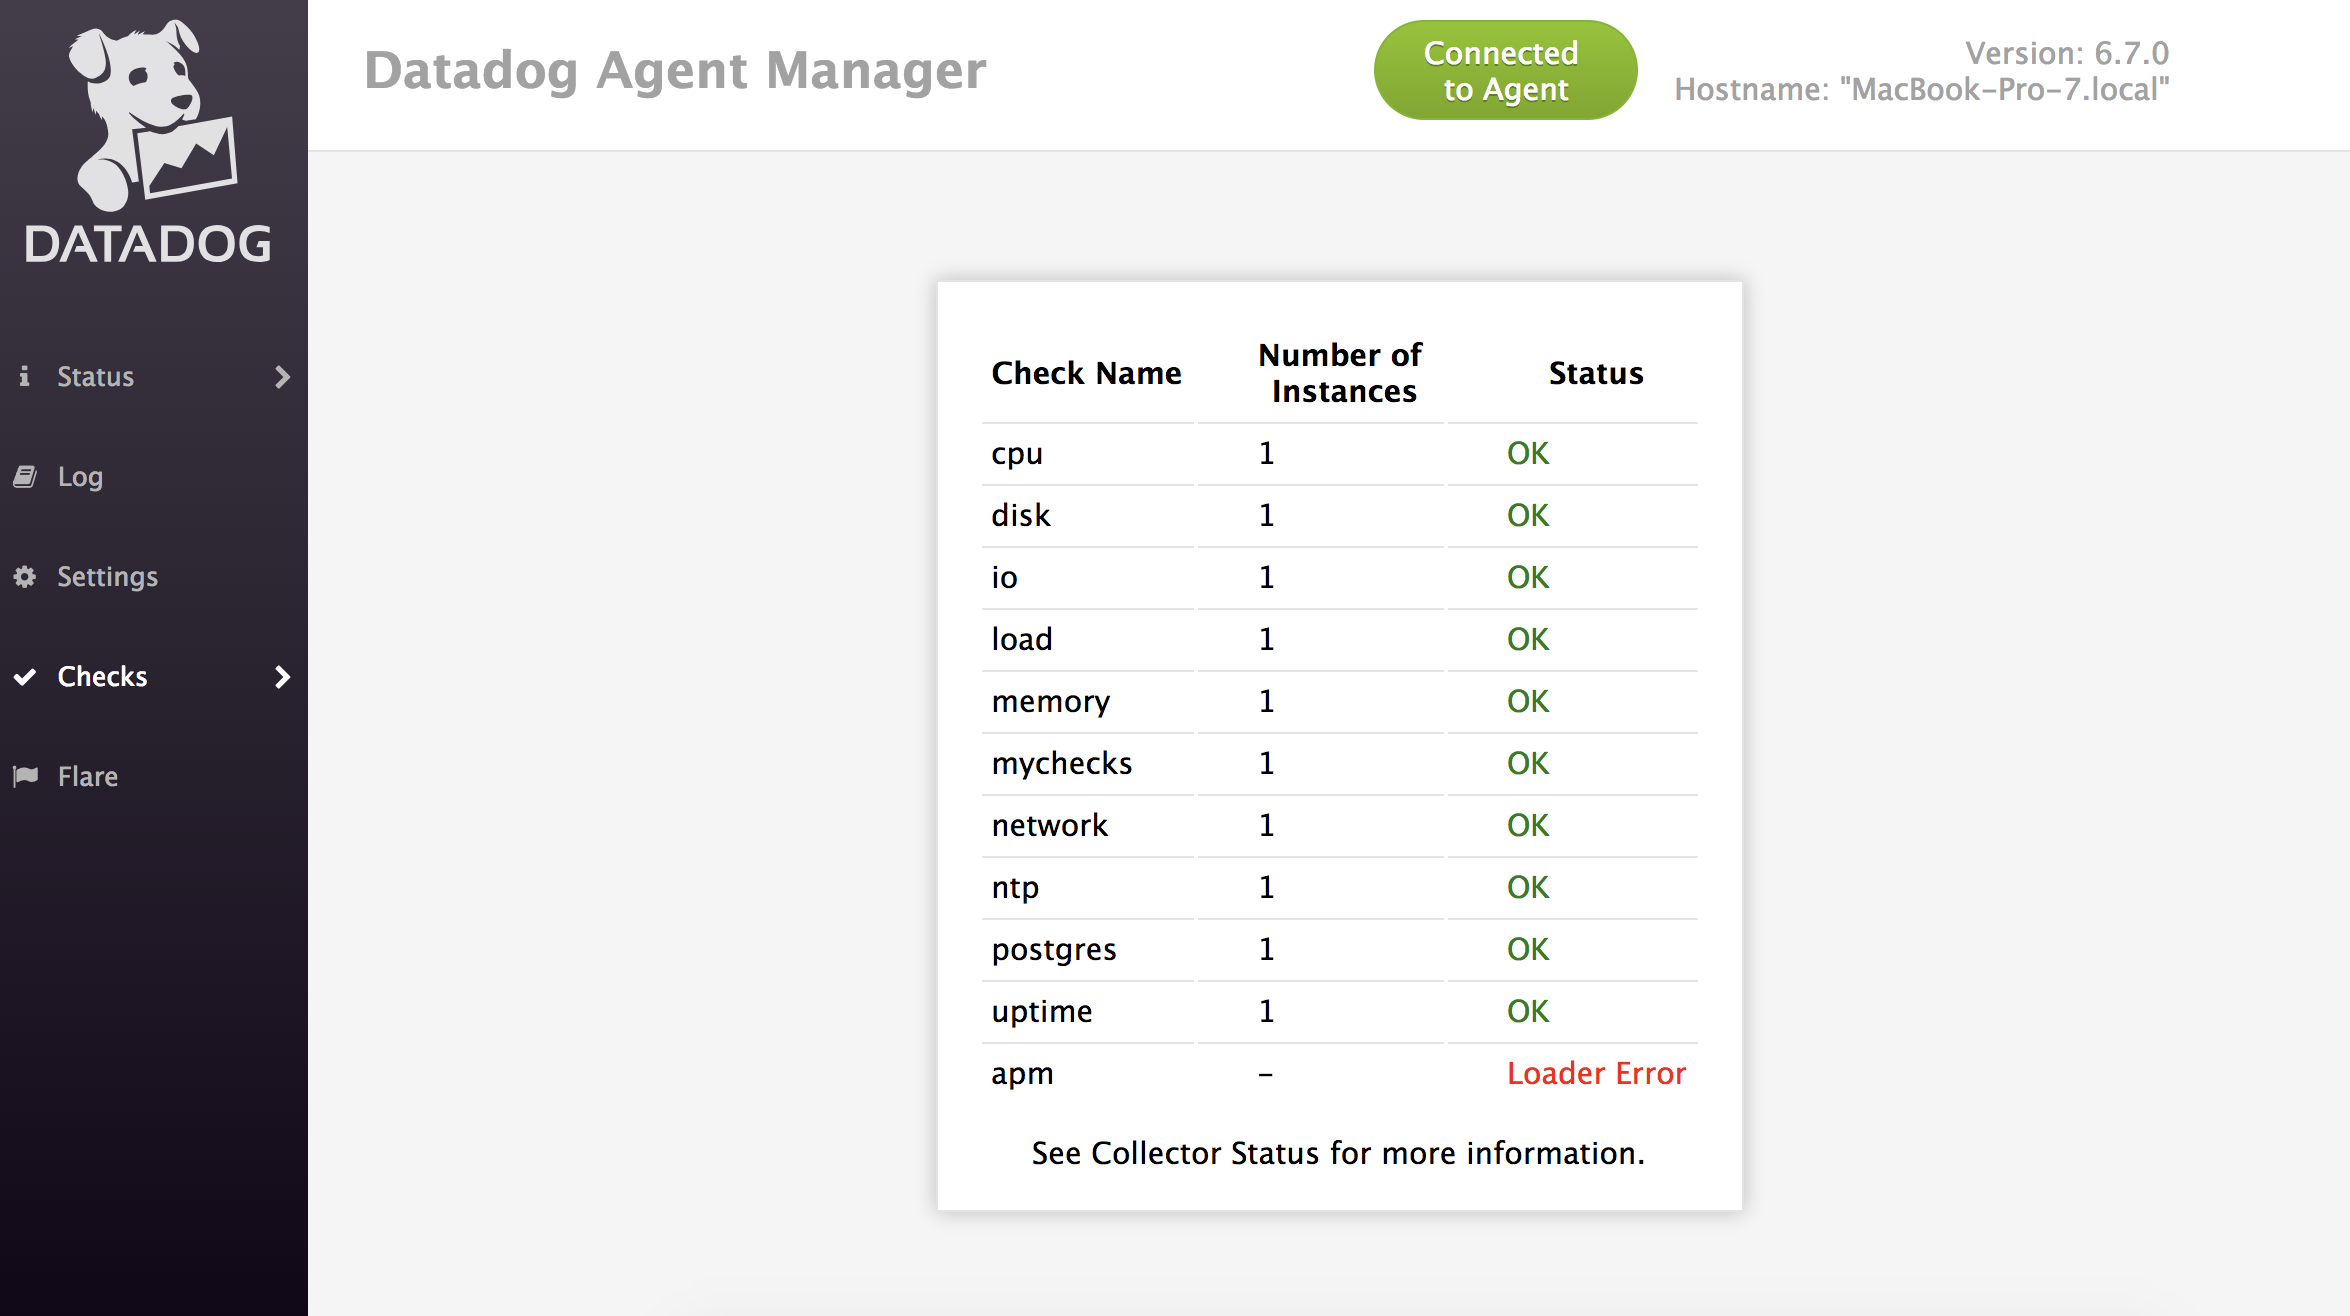 DATADOG
Status
Log
Settings
Checks
Flare
Datadog Agent Manager
Connected
to Agent
Version: 6.7.0
Hostname: "MacBook-Pro-7.local"
Check Name Number of Instances Status
cpu 1 OK
disk 1 OK
io 1 OK
load 1 OK
memory 1 OK
mychecks 1 OK
network 1 OK
ntp 1 OK
postgres 1 OK
uptime 1 OK
apm - Loader Error
See Collector Status for more information.